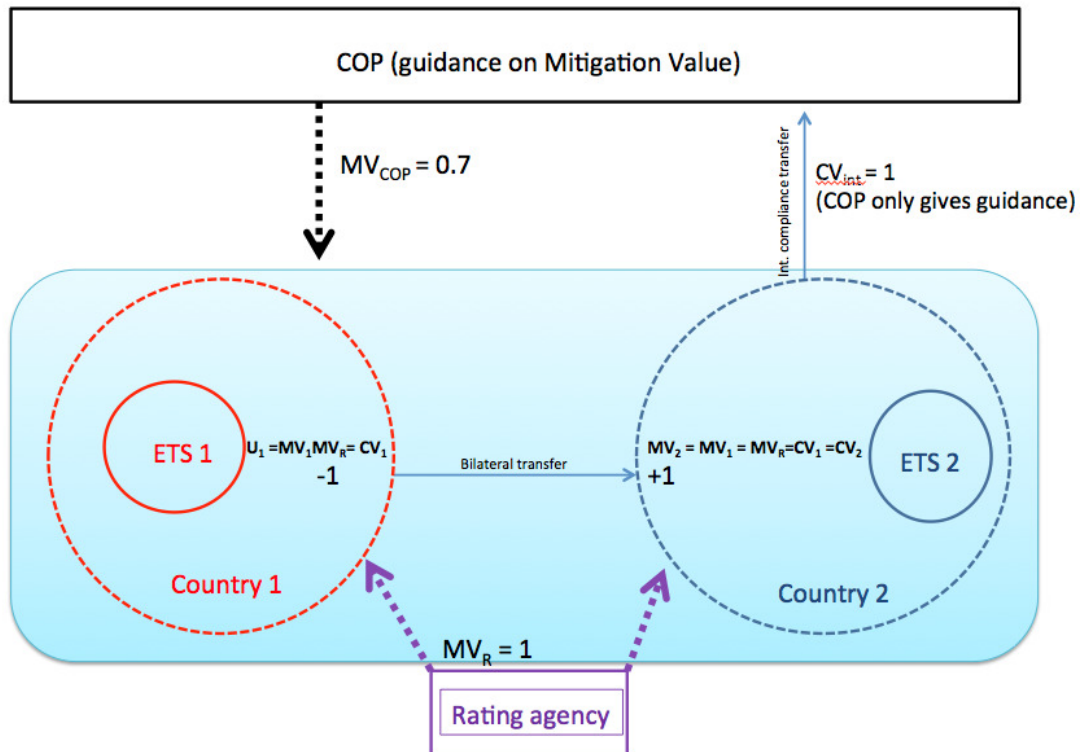 COP (guidance on Mitigation Value)
MVCOP = 0.7
Int. compliance transfer
CVint = 1
(COP only gives guidance)
ETS 1
U1 =MV1MVR= CV1
-1
Bilateral transfer
MV2 = MV1 = MVR=CV1 =CV2
+1
ETS 2
Country 1
Country 2
MVR = 1
Rating agency